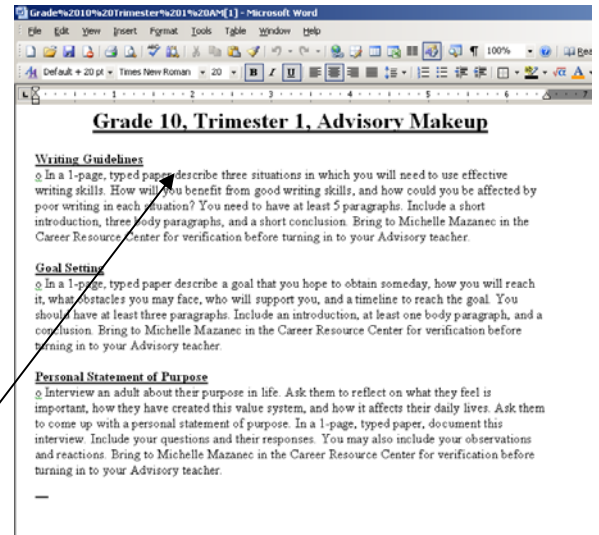 Grade%2010%20Trimester%201%20AM[1] - Microsoft Word
File Edit View Insert Format Tools Table Window Help
100%
Default + 20 pt Times New Roman 20 B I U
1 2 3 4 5 6 7
Grade 10, Trimester 1, Advisory Makeup
Writing Guidelines
o In a 1-page, typed paper describe three situations in which you will need to use effective
writing skills. How will you benefit from good writing skills, and how could you be affected by
poor writing in each situation? You need to have at least 5 paragraphs. Include a short
introduction, three body paragraphs, and a short conclusion. Bring to Michelle Mazanec in the
Career Resource Center for verification before turning in to your Advisory teacher.
Goal Setting
o In a 1-page, typed paper describe a goal that you hope to obtain someday, how you will reach
it, what obstacles you may face, who will support you, and a timeline to reach the goal. You
should have at least three paragraphs. Include an introduction, at least one body paragraph, and a
conclusion. Bring to Michelle Mazanec in the Career Resource Center for verification before
turning in to your Advisory teacher.
Personal Statement of Purpose
o Interview an adult about their purpose in life. Ask them to reflect on what they feel is
important, how they have created this value system, and how it affects their daily lives. Ask them
to come up with a personal statement of purpose. In a 1-page, typed paper, document this
interview. Include your questions and their responses. You may also include your observations
and reactions. Bring to Michelle Mazanec in the Career Resource Center for verification before
turning in to your Advisory teacher.